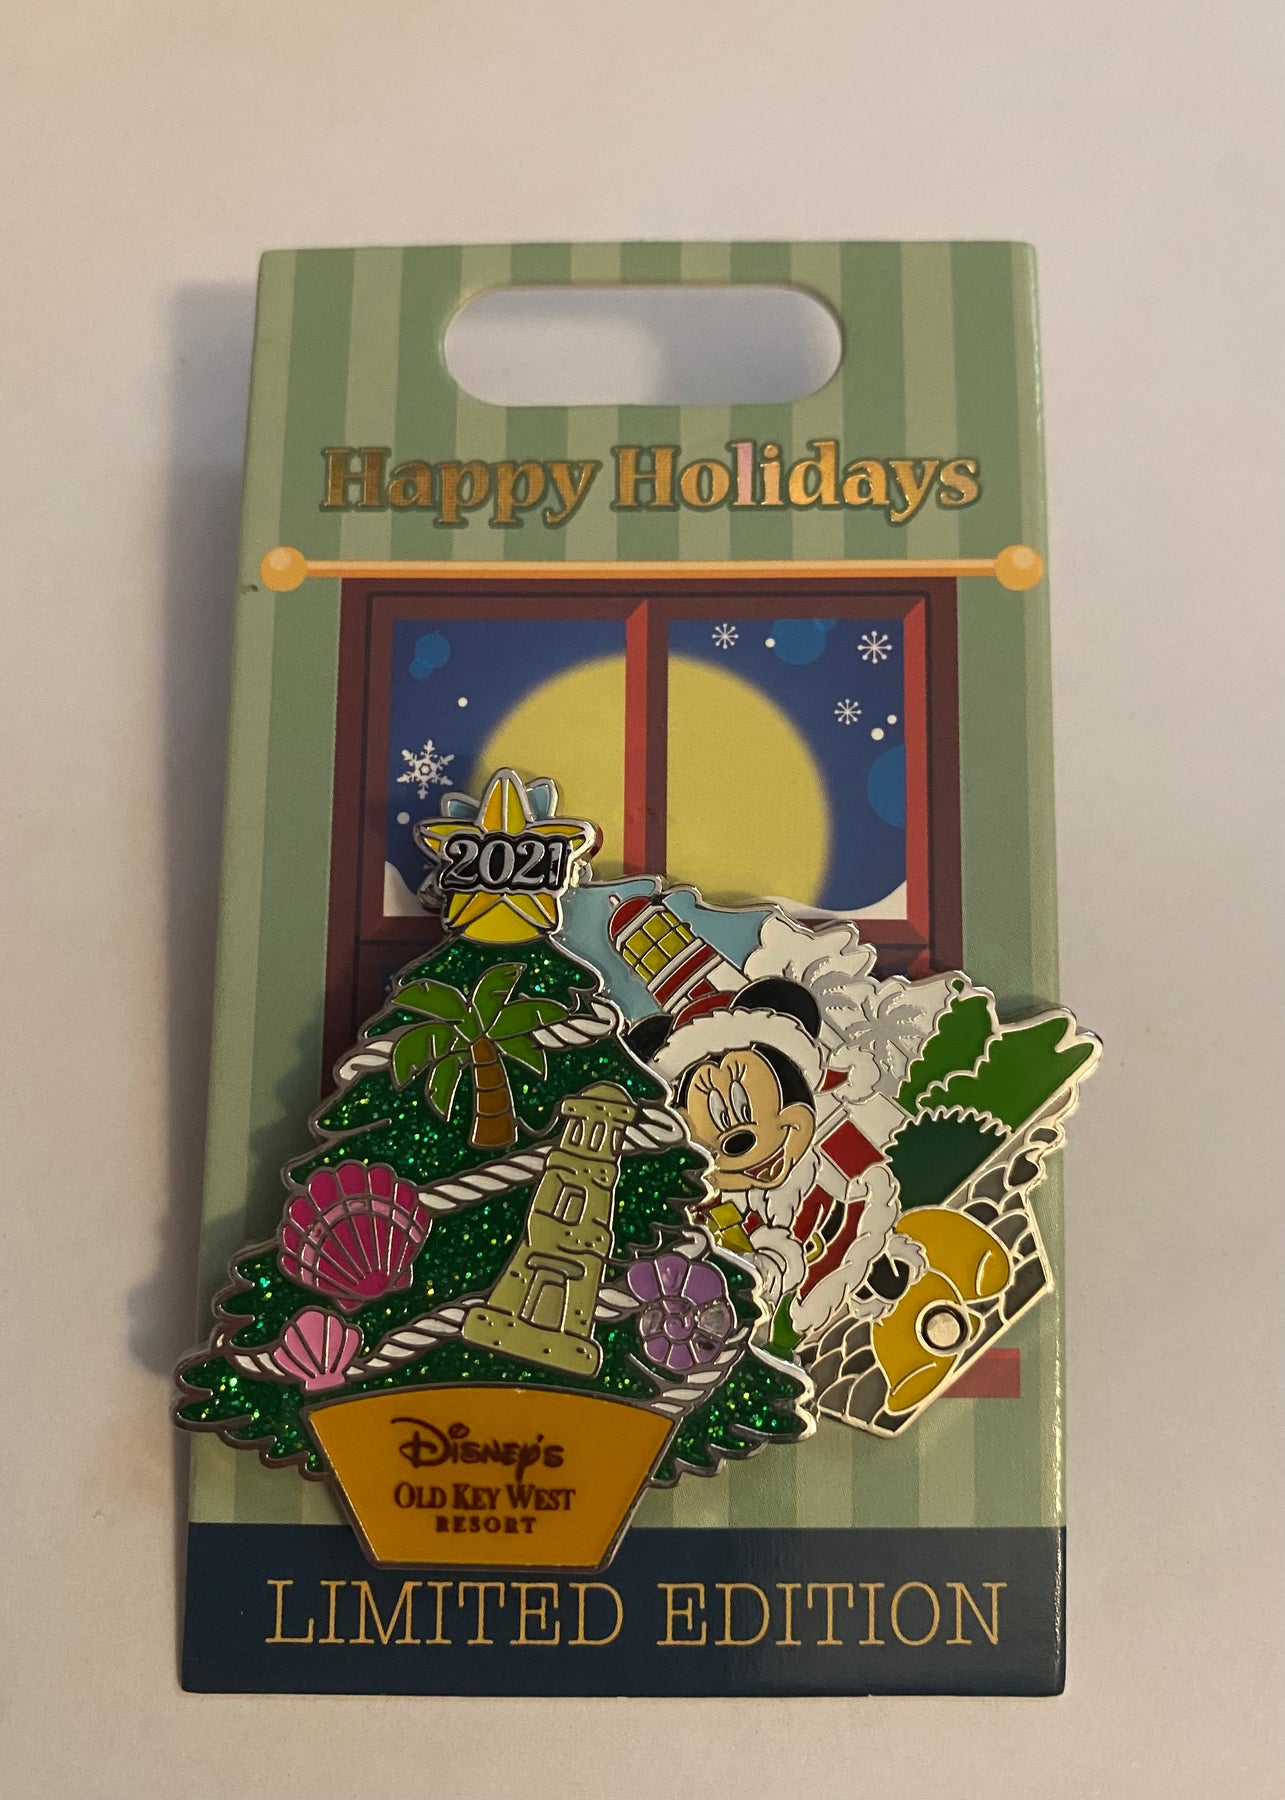 Happy Holidays
2021
Disney's
OLD KEY WEST
RESORT
LIMITED EDITION